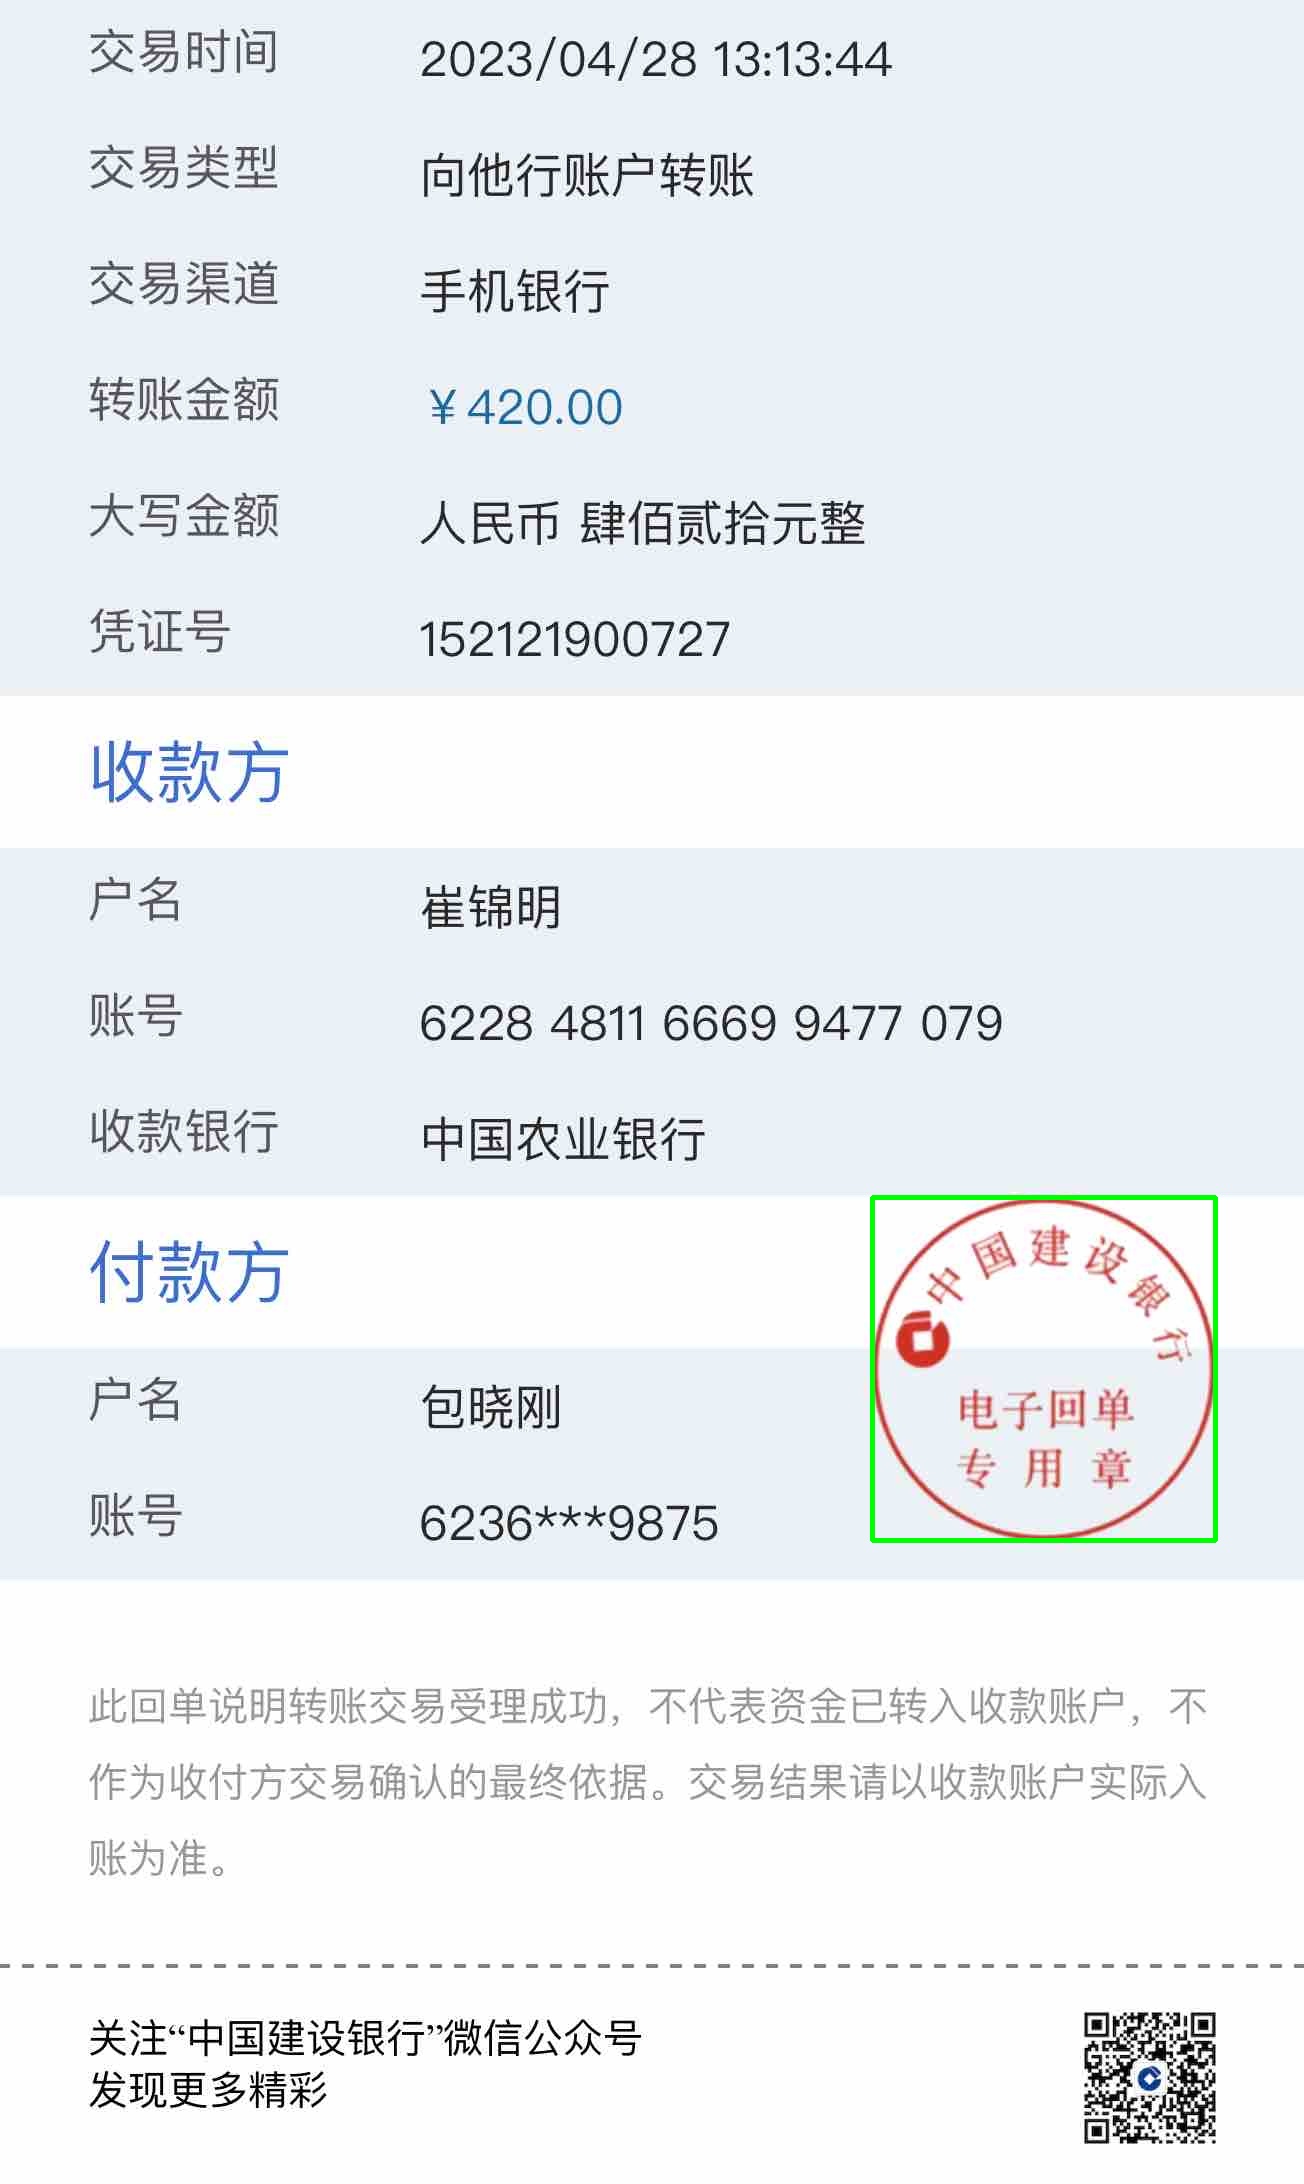 交易时间 2023/04/28 13:13:44
交易类型 向他行账户转账
交易渠道 手机银行
转账金额 ¥420.00
大写金额 人民币 肆佰贰拾元整
凭证号 152121900727
收款方
户名 崔锦明
账号 6228 4811 6669 9477 079
收款银行 中国农业银行
付款方
中国建设银行
电子回单
专用章
户名 包晓刚
账号 6236***9875
此回单说明转账交易受理成功，不代表资金已转入收款账户，不
作为收付方交易确认的最终依据。交易结果请以收款账户实际入
账为准。
关注“中国建设银行”微信公众号
发现更多精彩